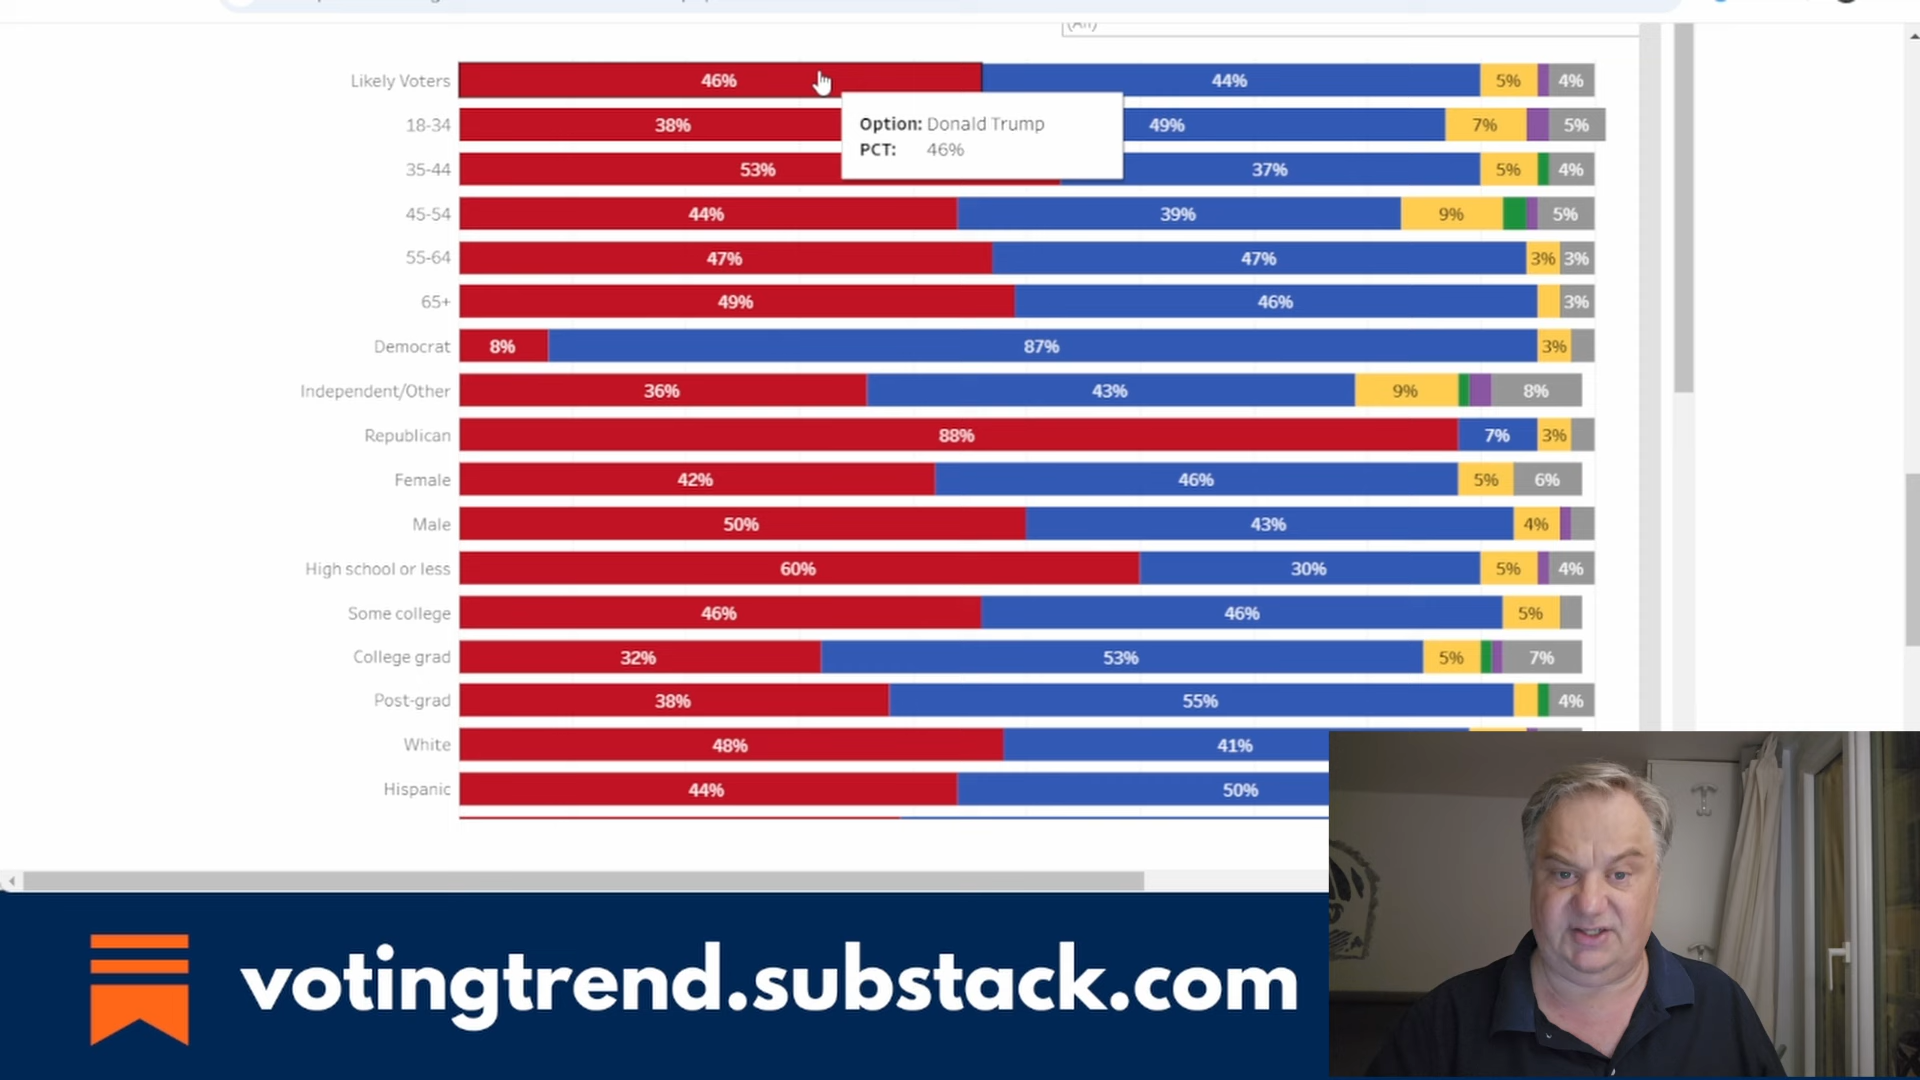 (All)
Likely Voters 46% 44% 5% 4%
Option: Donald Trump
PCT: 46%
18-34 38% 49% 7% 5%
35-44 53% 37% 5% 4%
45-54 44% 39% 9% 5%
55-64 47% 47% 3% 3%
65+ 49% 46% 3%
Democrat 8% 87% 3%
Independent/Other 36% 43% 9% 8%
Republican 88% 7% 3%
Female 42% 46% 5% 6%
Male 50% 43% 4%
High school or less 60% 30% 5% 4%
Some college 46% 46% 5%
College grad 32% 53% 5% 7%
Post-grad 38% 55% 4%
White 48% 41%
Hispanic 44% 50%
votingtrend.substack.com